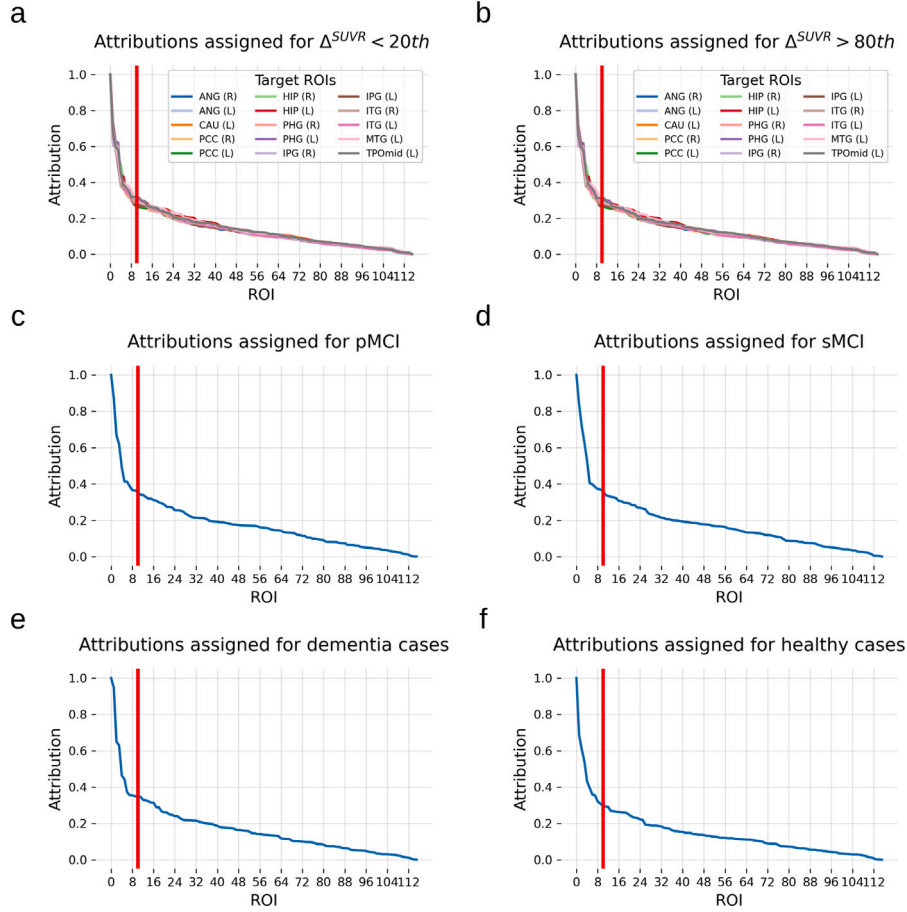 a
Attributions assigned for Δ^SUVR < 20th
Attribution
1.0
0.8
0.6
0.4
0.2
0.0
Target ROIs
ANG (R) HIP (R) IPG (L)
ANG (L) HIP (L) ITG (R)
CAU (L) PHG (R) ITG (L)
PCC (R) PHG (L) MTG (L)
PCC (L) IPG (R) TPOmid (L)
0 8 16 24 32 40 48 56 64 72 80 88 96 104112
ROI
b
Attributions assigned for Δ^SUVR > 80th
Attribution
1.0
0.8
0.6
0.4
0.2
0.0
Target ROIs
ANG (R) HIP (R) IPG (L)
ANG (L) HIP (L) ITG (R)
CAU (L) PHG (R) ITG (L)
PCC (R) PHG (L) MTG (L)
PCC (L) IPG (R) TPOmid (L)
0 8 16 24 32 40 48 56 64 72 80 88 96 104112
ROI
c
Attributions assigned for pMCI
Attribution
1.0
0.8
0.6
0.4
0.2
0.0
0 8 16 24 32 40 48 56 64 72 80 88 96 104112
ROI
d
Attributions assigned for sMCI
Attribution
1.0
0.8
0.6
0.4
0.2
0.0
0 8 16 24 32 40 48 56 64 72 80 88 96 104112
ROI
e
Attributions assigned for dementia cases
Attribution
1.0
0.8
0.6
0.4
0.2
0.0
0 8 16 24 32 40 48 56 64 72 80 88 96 104112
ROI
f
Attributions assigned for healthy cases
Attribution
1.0
0.8
0.6
0.4
0.2
0.0
0 8 16 24 32 40 48 56 64 72 80 88 96 104112
ROI